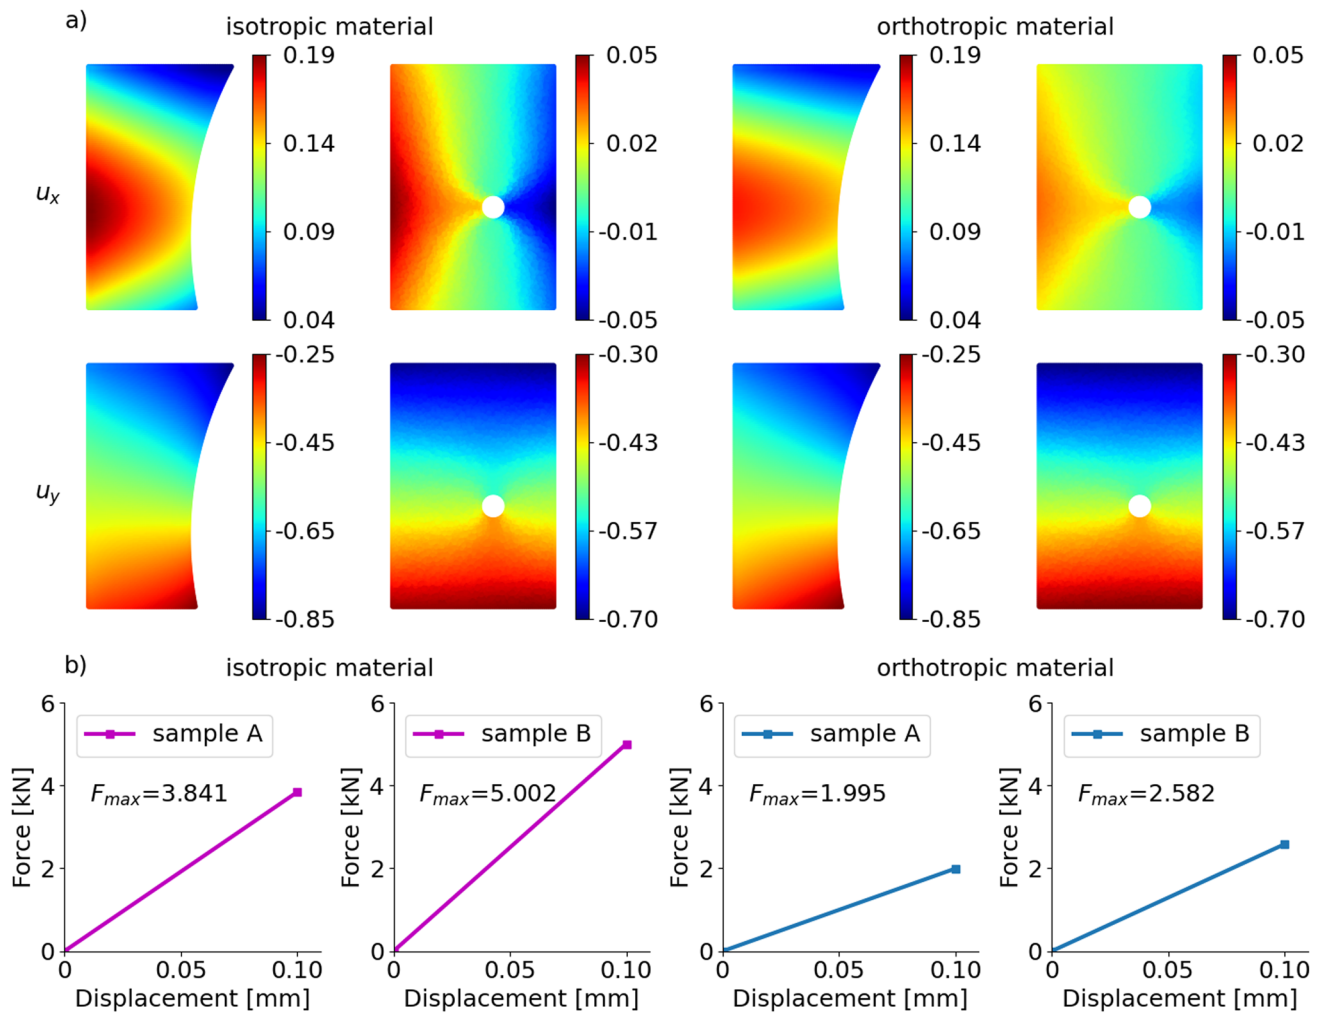 a)
isotropic material
orthotropic material
u_x
0.19
0.14
0.09
0.04
0.05
0.02
-0.01
-0.05
0.19
0.14
0.09
0.04
0.05
0.02
-0.01
-0.05
u_y
-0.25
-0.45
-0.65
-0.85
-0.30
-0.43
-0.57
-0.70
-0.25
-0.45
-0.65
-0.85
-0.30
-0.43
-0.57
-0.70
b)
isotropic material
orthotropic material
Force [kN]
6
4
2
0
sample A
F_max=3.841
0
0.05
0.10
Displacement [mm]
Force [kN]
6
4
2
0
sample B
F_max=5.002
0
0.05
0.10
Displacement [mm]
Force [kN]
6
4
2
0
sample A
F_max=1.995
0
0.05
0.10
Displacement [mm]
Force [kN]
6
4
2
0
sample B
F_max=2.582
0
0.05
0.10
Displacement [mm]